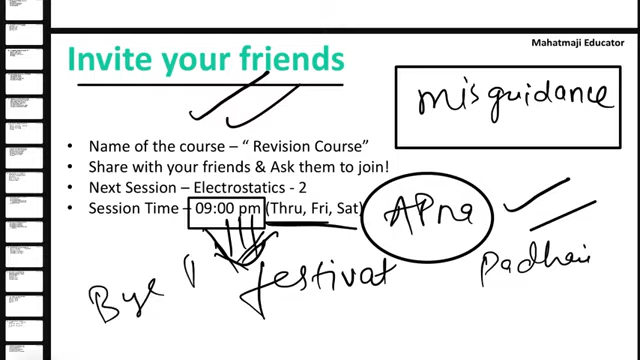 Mahatmaji Educator
Invite your friends
misguidance
• Name of the course – “ Revision Course”
• Share with your friends & Ask them to join!
• Next Session – Electrostatics - 2
• Session Time – 09:00 pm (Thru, Fri, Sat)
APna
Padhai
festival
Bye